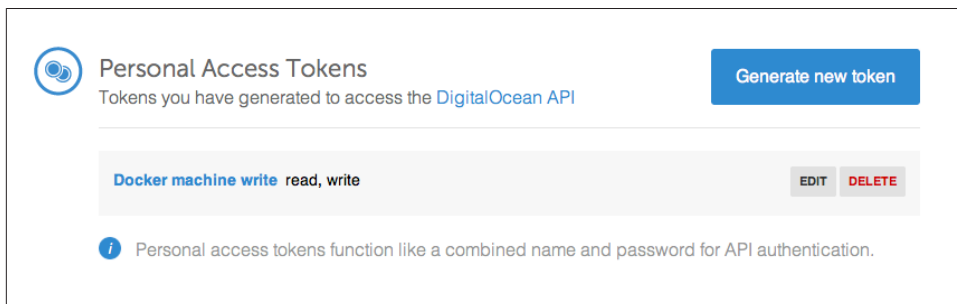 Personal Access Tokens
Generate new token
Tokens you have generated to access the DigitalOcean API
Docker machine write read, write
EDIT DELETE
i Personal access tokens function like a combined name and password for API authentication.